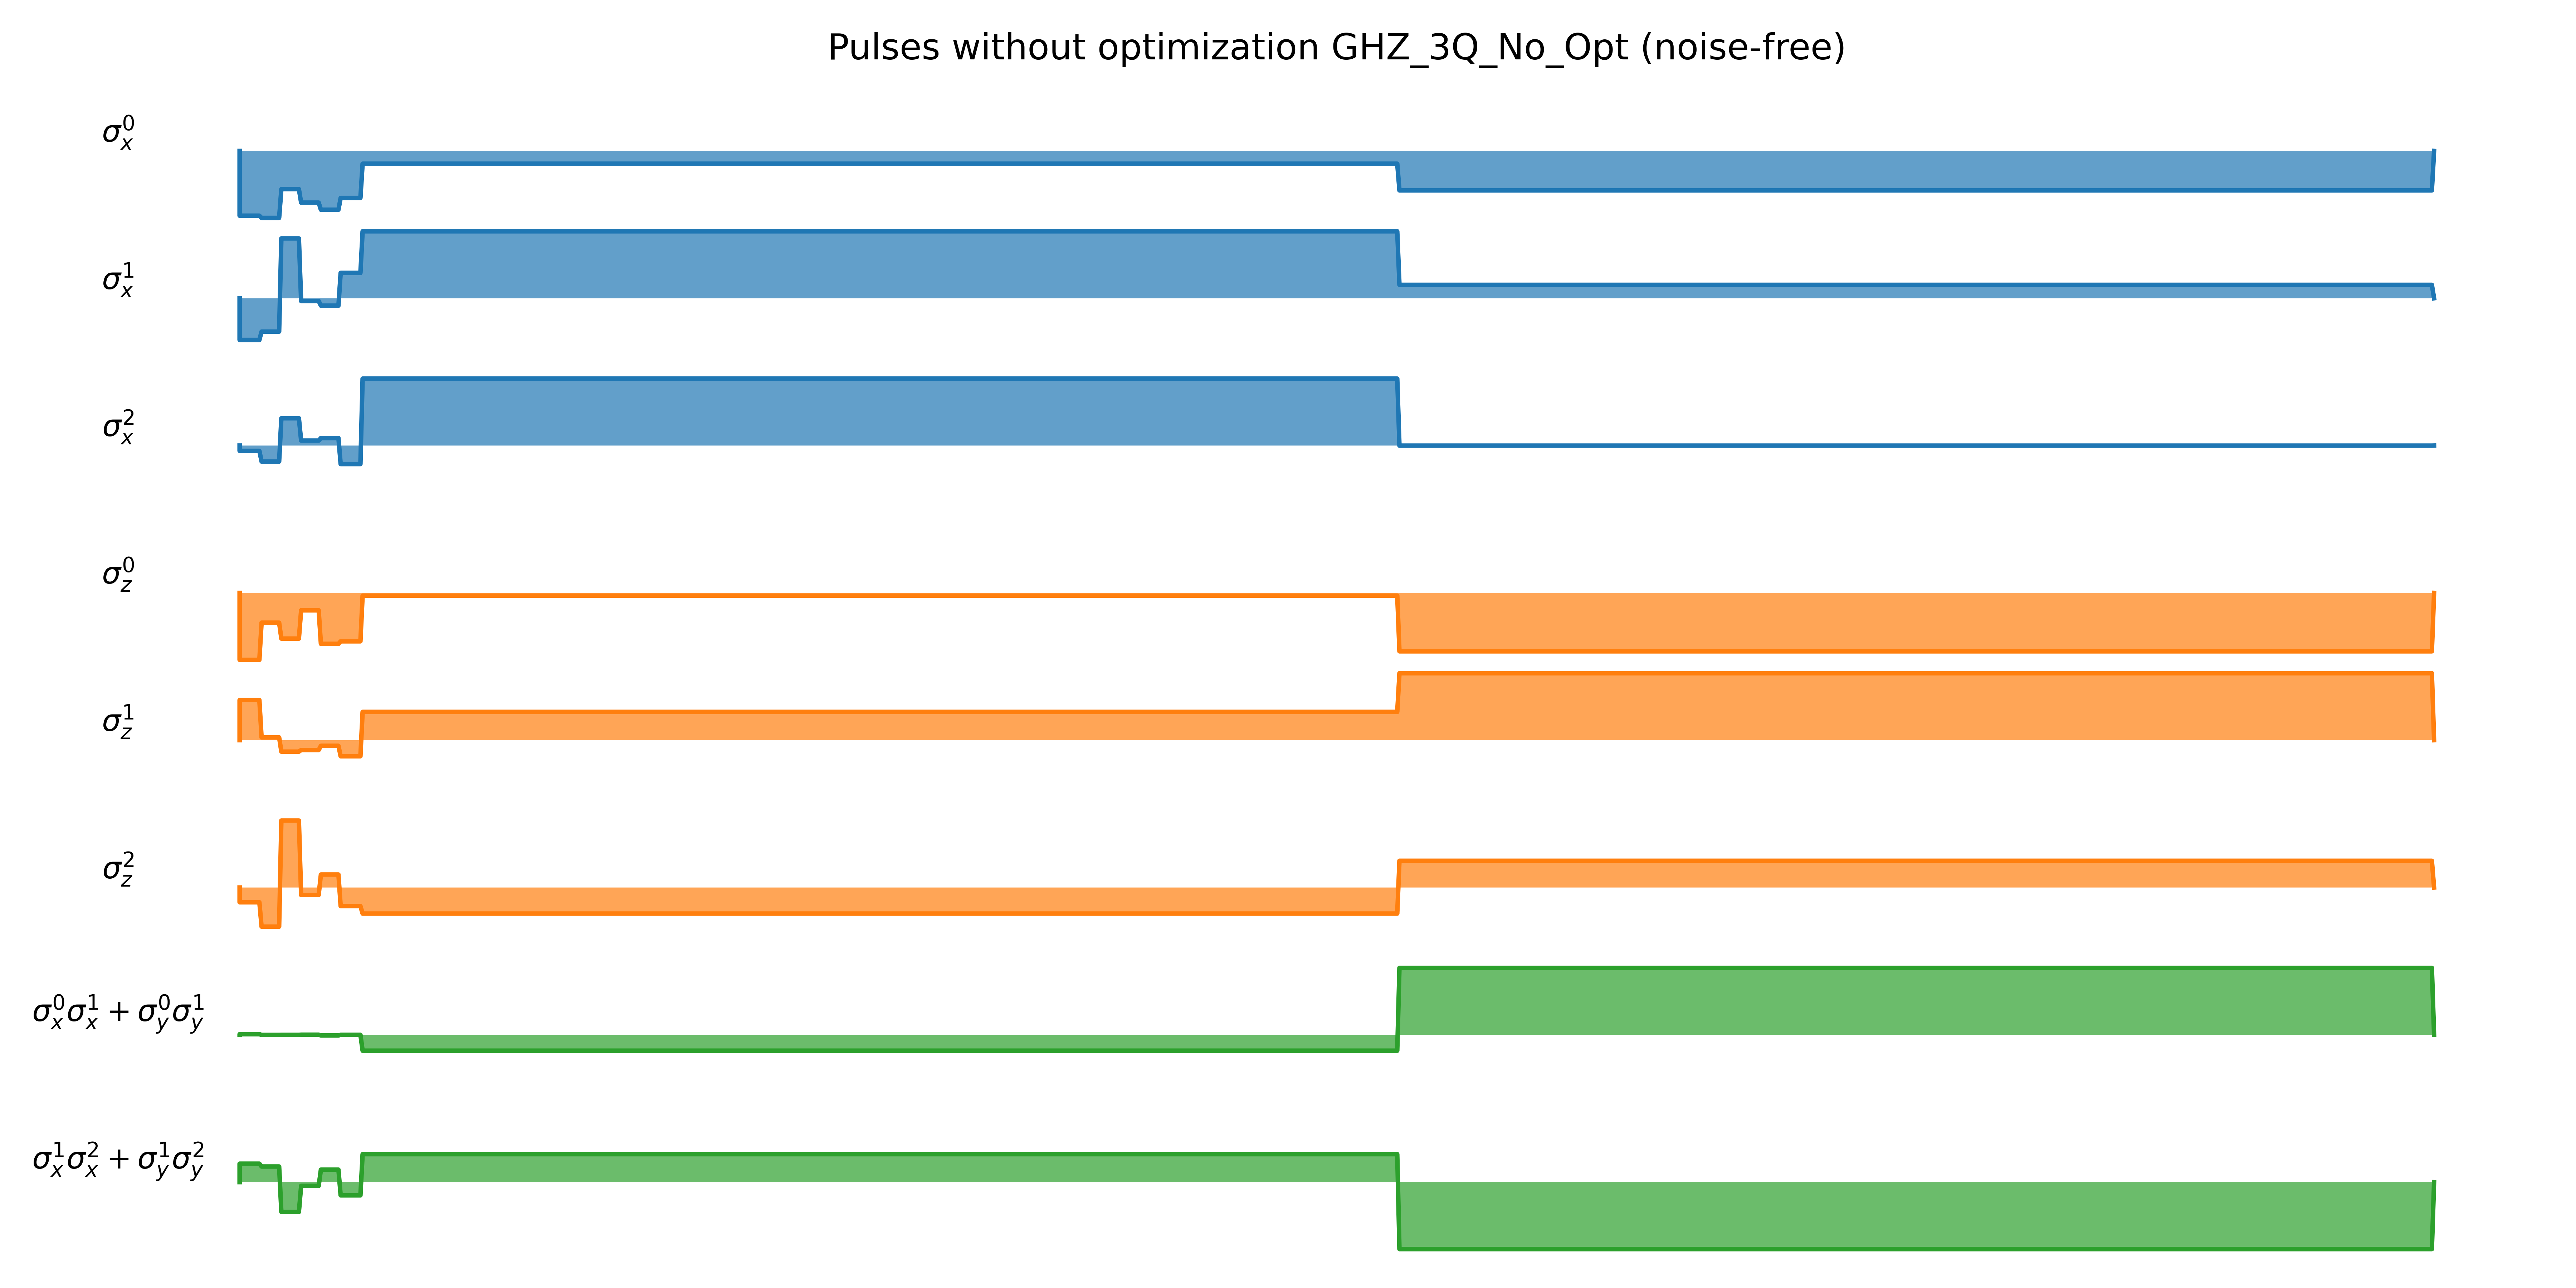 Pulses without optimization GHZ_3Q_No_Opt (noise-free)
σ_x^0
σ_x^1
σ_x^2
σ_z^0
σ_z^1
σ_z^2
σ_x^0σ_x^1 + σ_y^0σ_y^1
σ_x^1σ_x^2 + σ_y^1σ_y^2